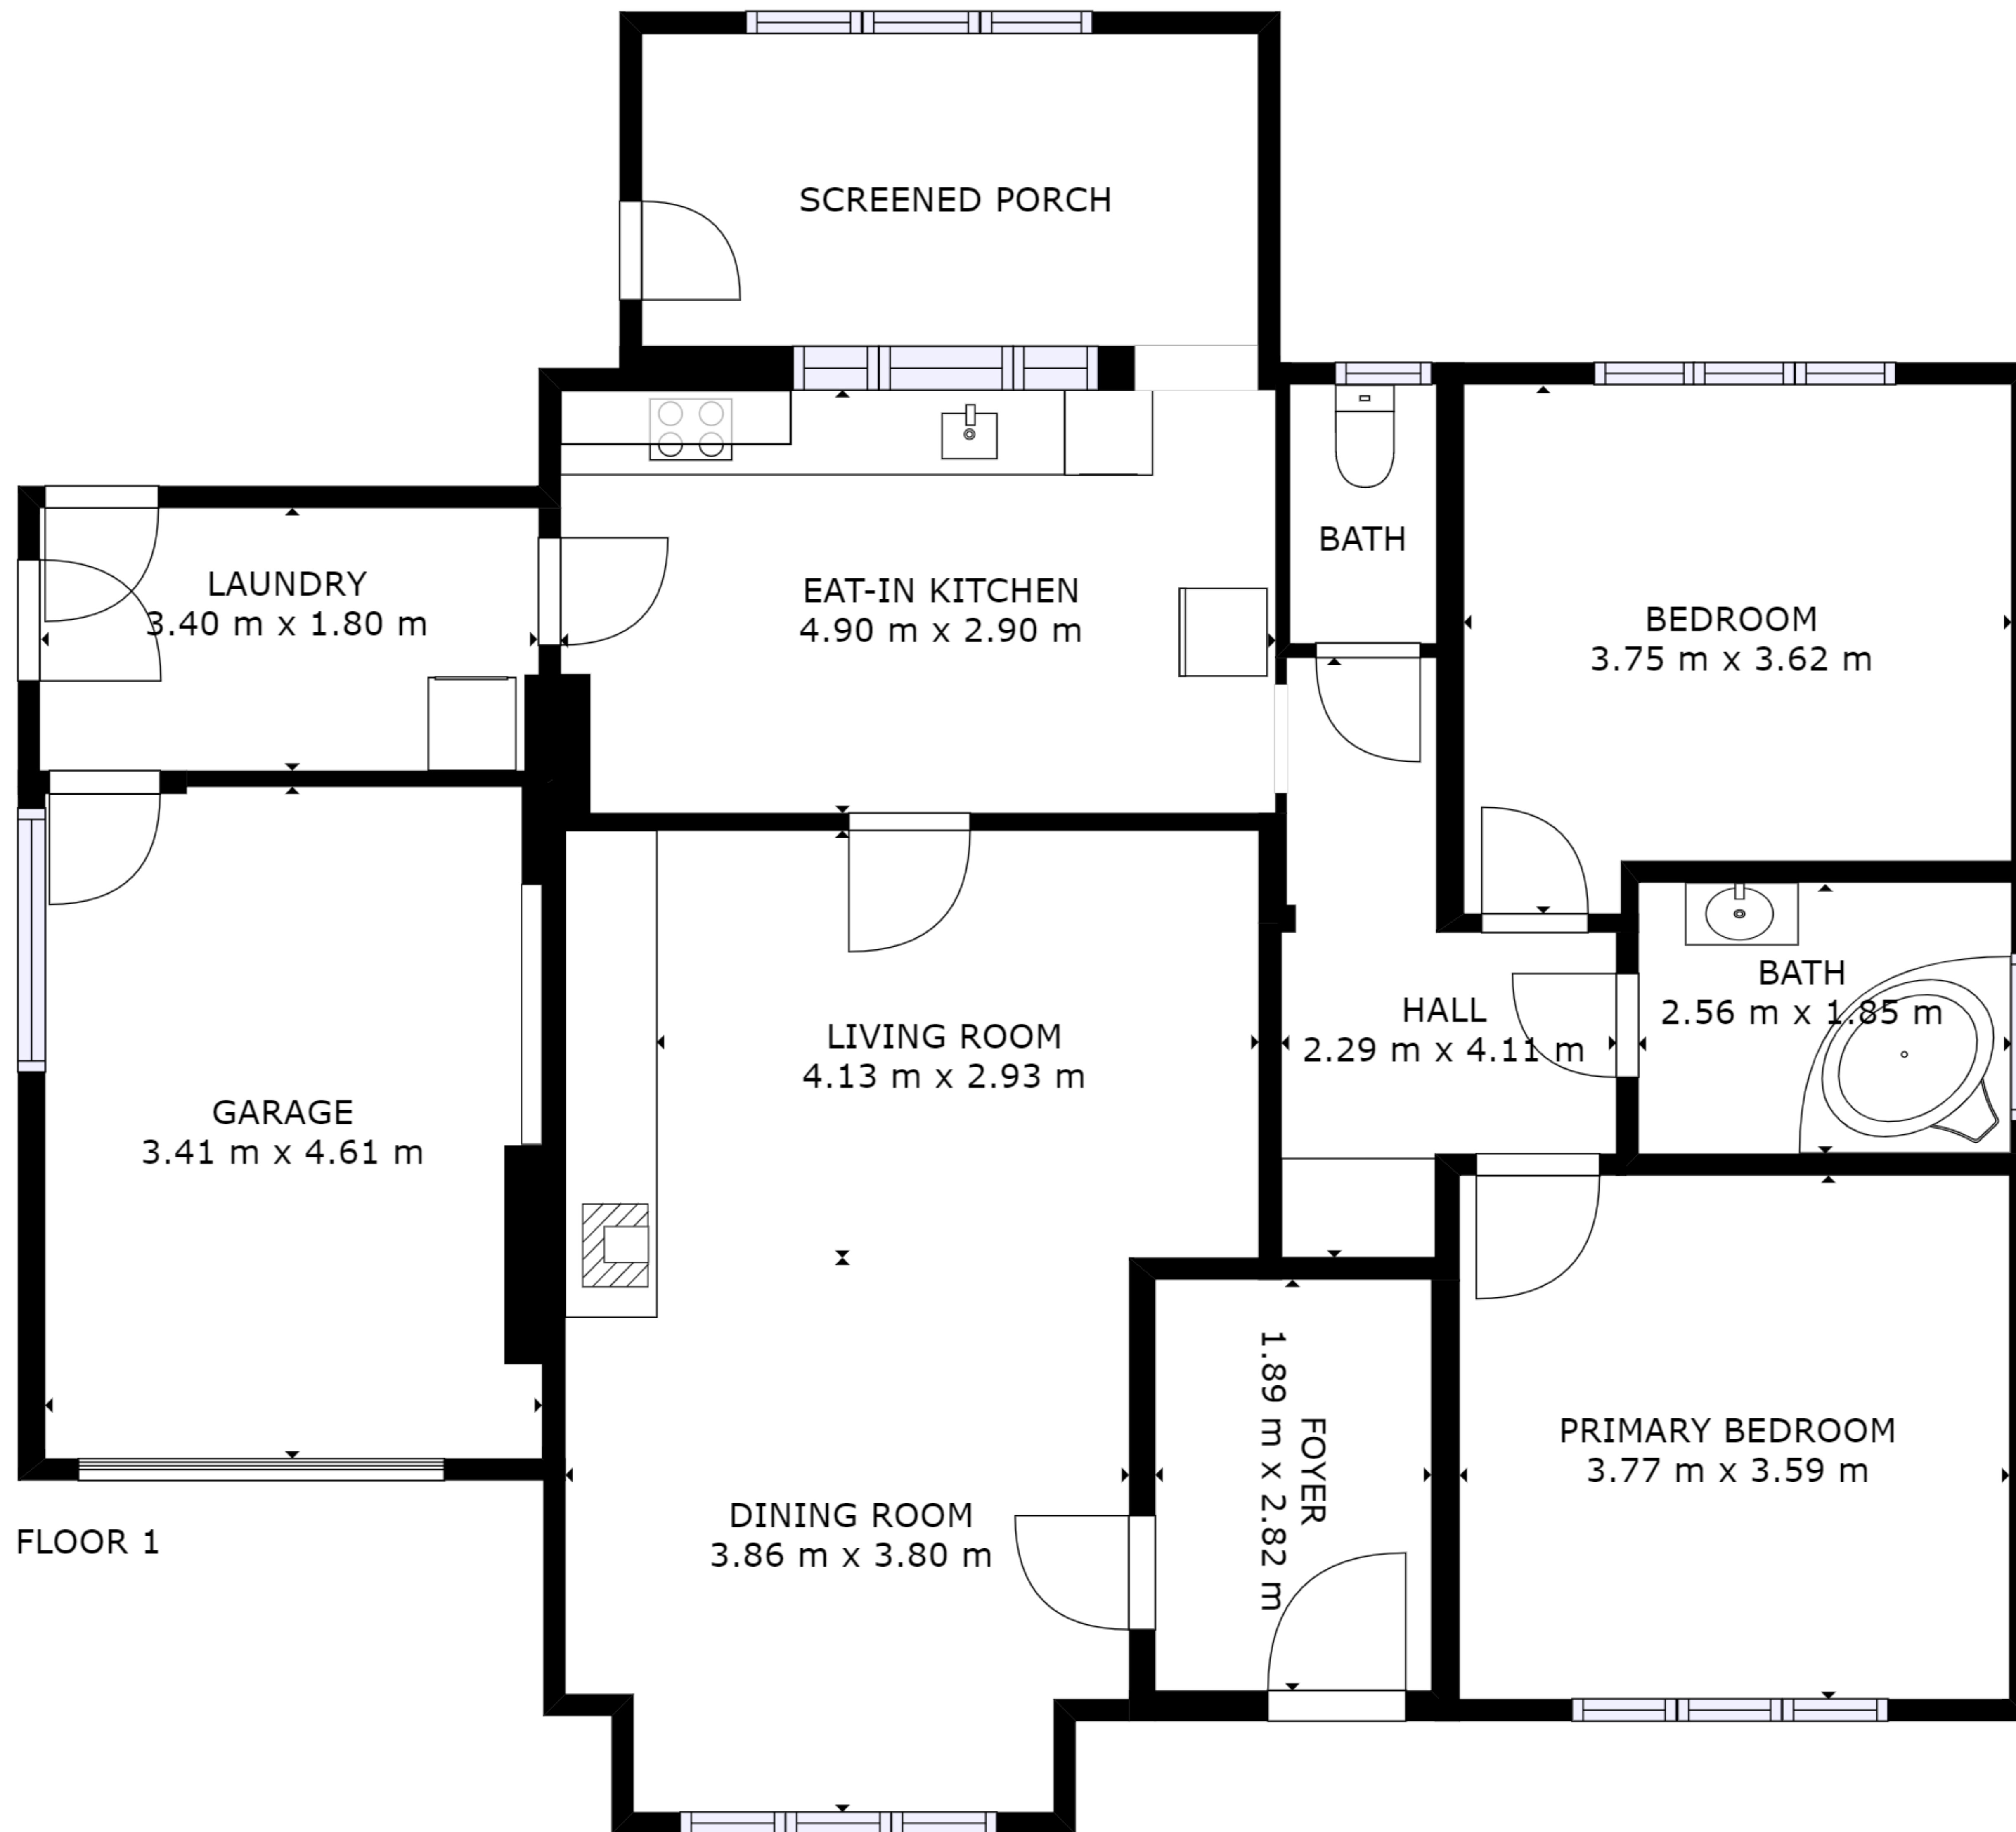 SCREENED PORCH
LAUNDRY
3.40 m x 1.80 m
EAT-IN KITCHEN
4.90 m x 2.90 m
BATH
BEDROOM
3.75 m x 3.62 m
BATH
2.56 m x 1.85 m
HALL
2.29 m x 4.11 m
LIVING ROOM
4.13 m x 2.93 m
GARAGE
3.41 m x 4.61 m
FOYER
1.89 m x 2.82 m
PRIMARY BEDROOM
3.77 m x 3.59 m
DINING ROOM
3.86 m x 3.80 m
FLOOR 1